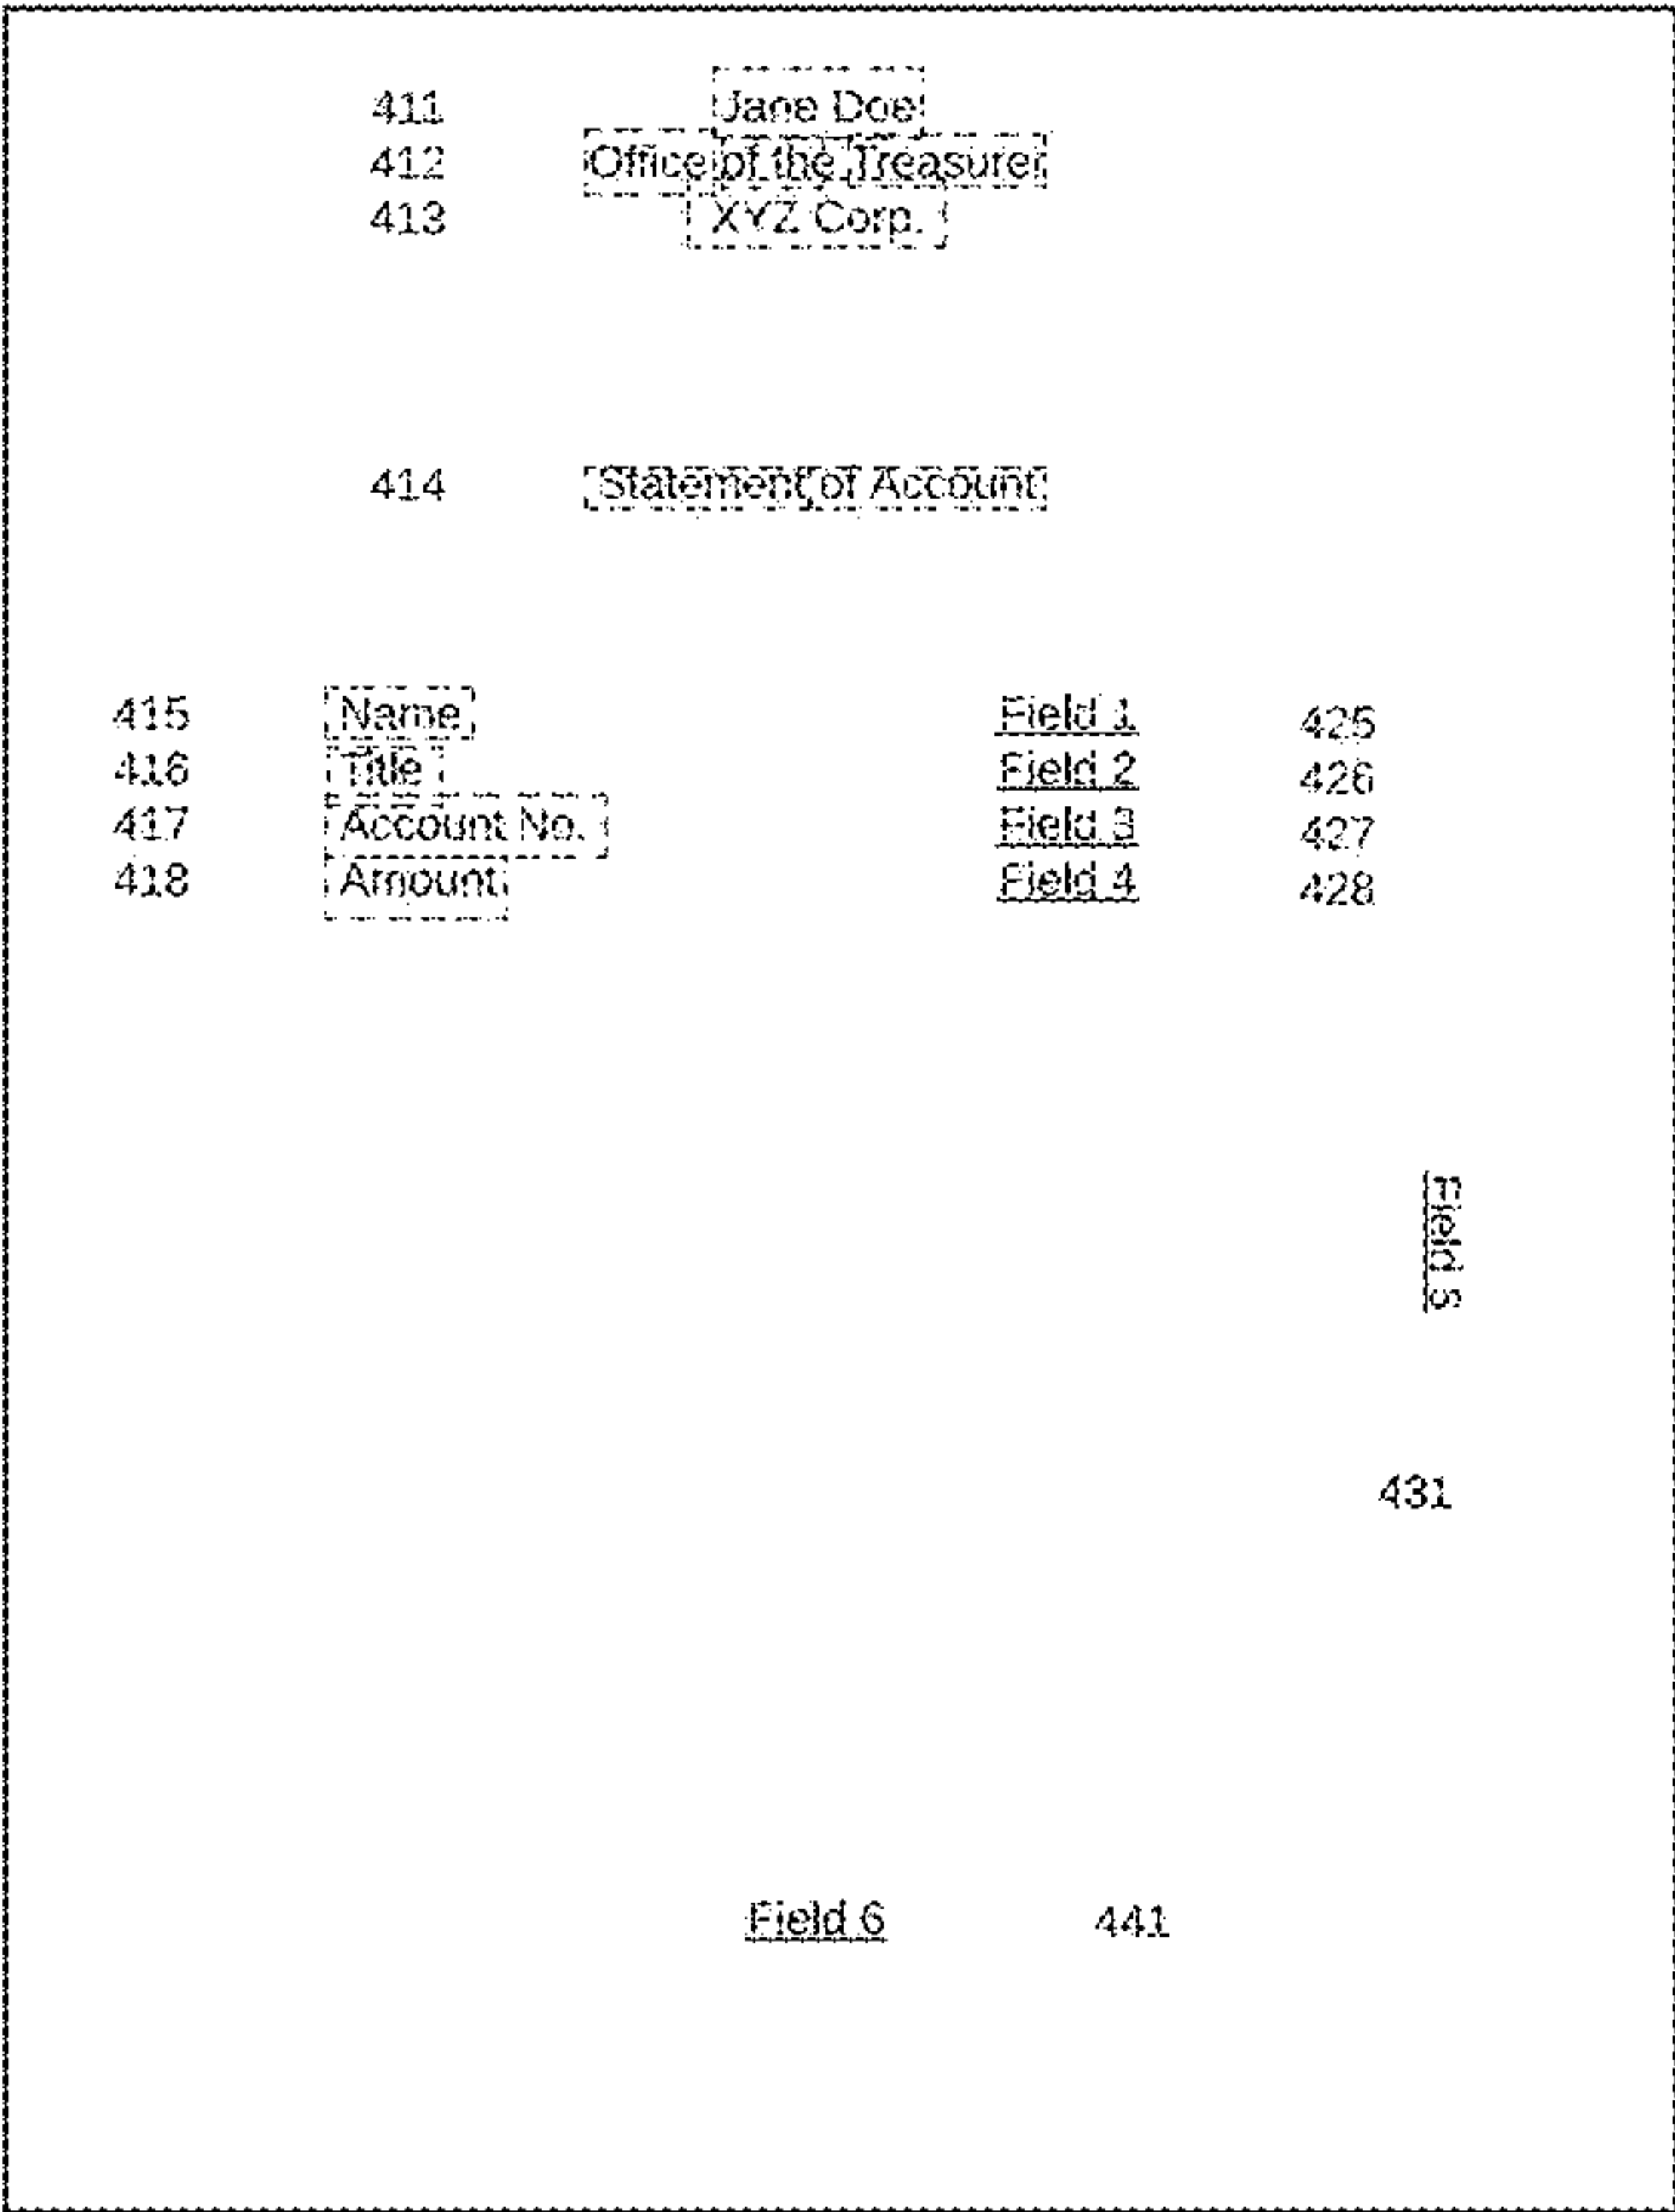 411 Jane Doe
412 Office of the Treasurer
413 XYZ Corp.
414 Statement of Account
415 Name Field 1 425
416 Title Field 2 426
417 Account No. Field 3 427
418 Amount Field 4 428
Field 5
431
Field 6 441